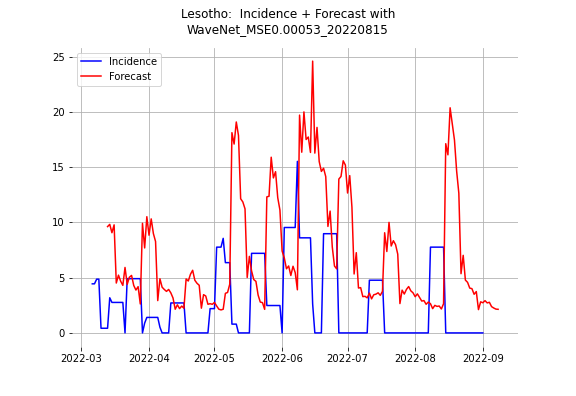 Lesotho:  Incidence + Forecast with
WaveNet_MSE0.00053_20220815
Incidence
Forecast
25
20
15
10
5
0
2022-03 2022-04 2022-05 2022-06 2022-07 2022-08 2022-09